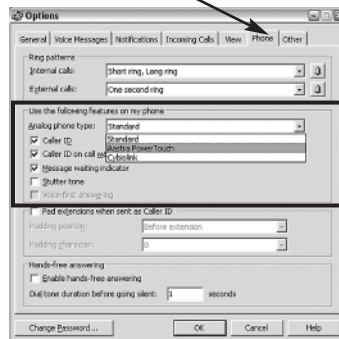 Options
General Voice Messages Notifications Incoming Calls View Phone Other
Ring patterns
Internal calls: Short ring, Long ring
External calls: One second ring
Use the following features on my phone
Analog phone type: Standard
Standard
Caller ID
Aastra PowerTouch
Caller ID on call
Cybiolink
Message waiting indicator
Stutter tone
Voice-first answering
Pad extensions when sent as Caller ID
Padding position: Before extension
Padding character: 0
Hands-free answering
Enable hands-free answering
Dial tone duration before going silent: 1 seconds
Change Password... OK Cancel Help